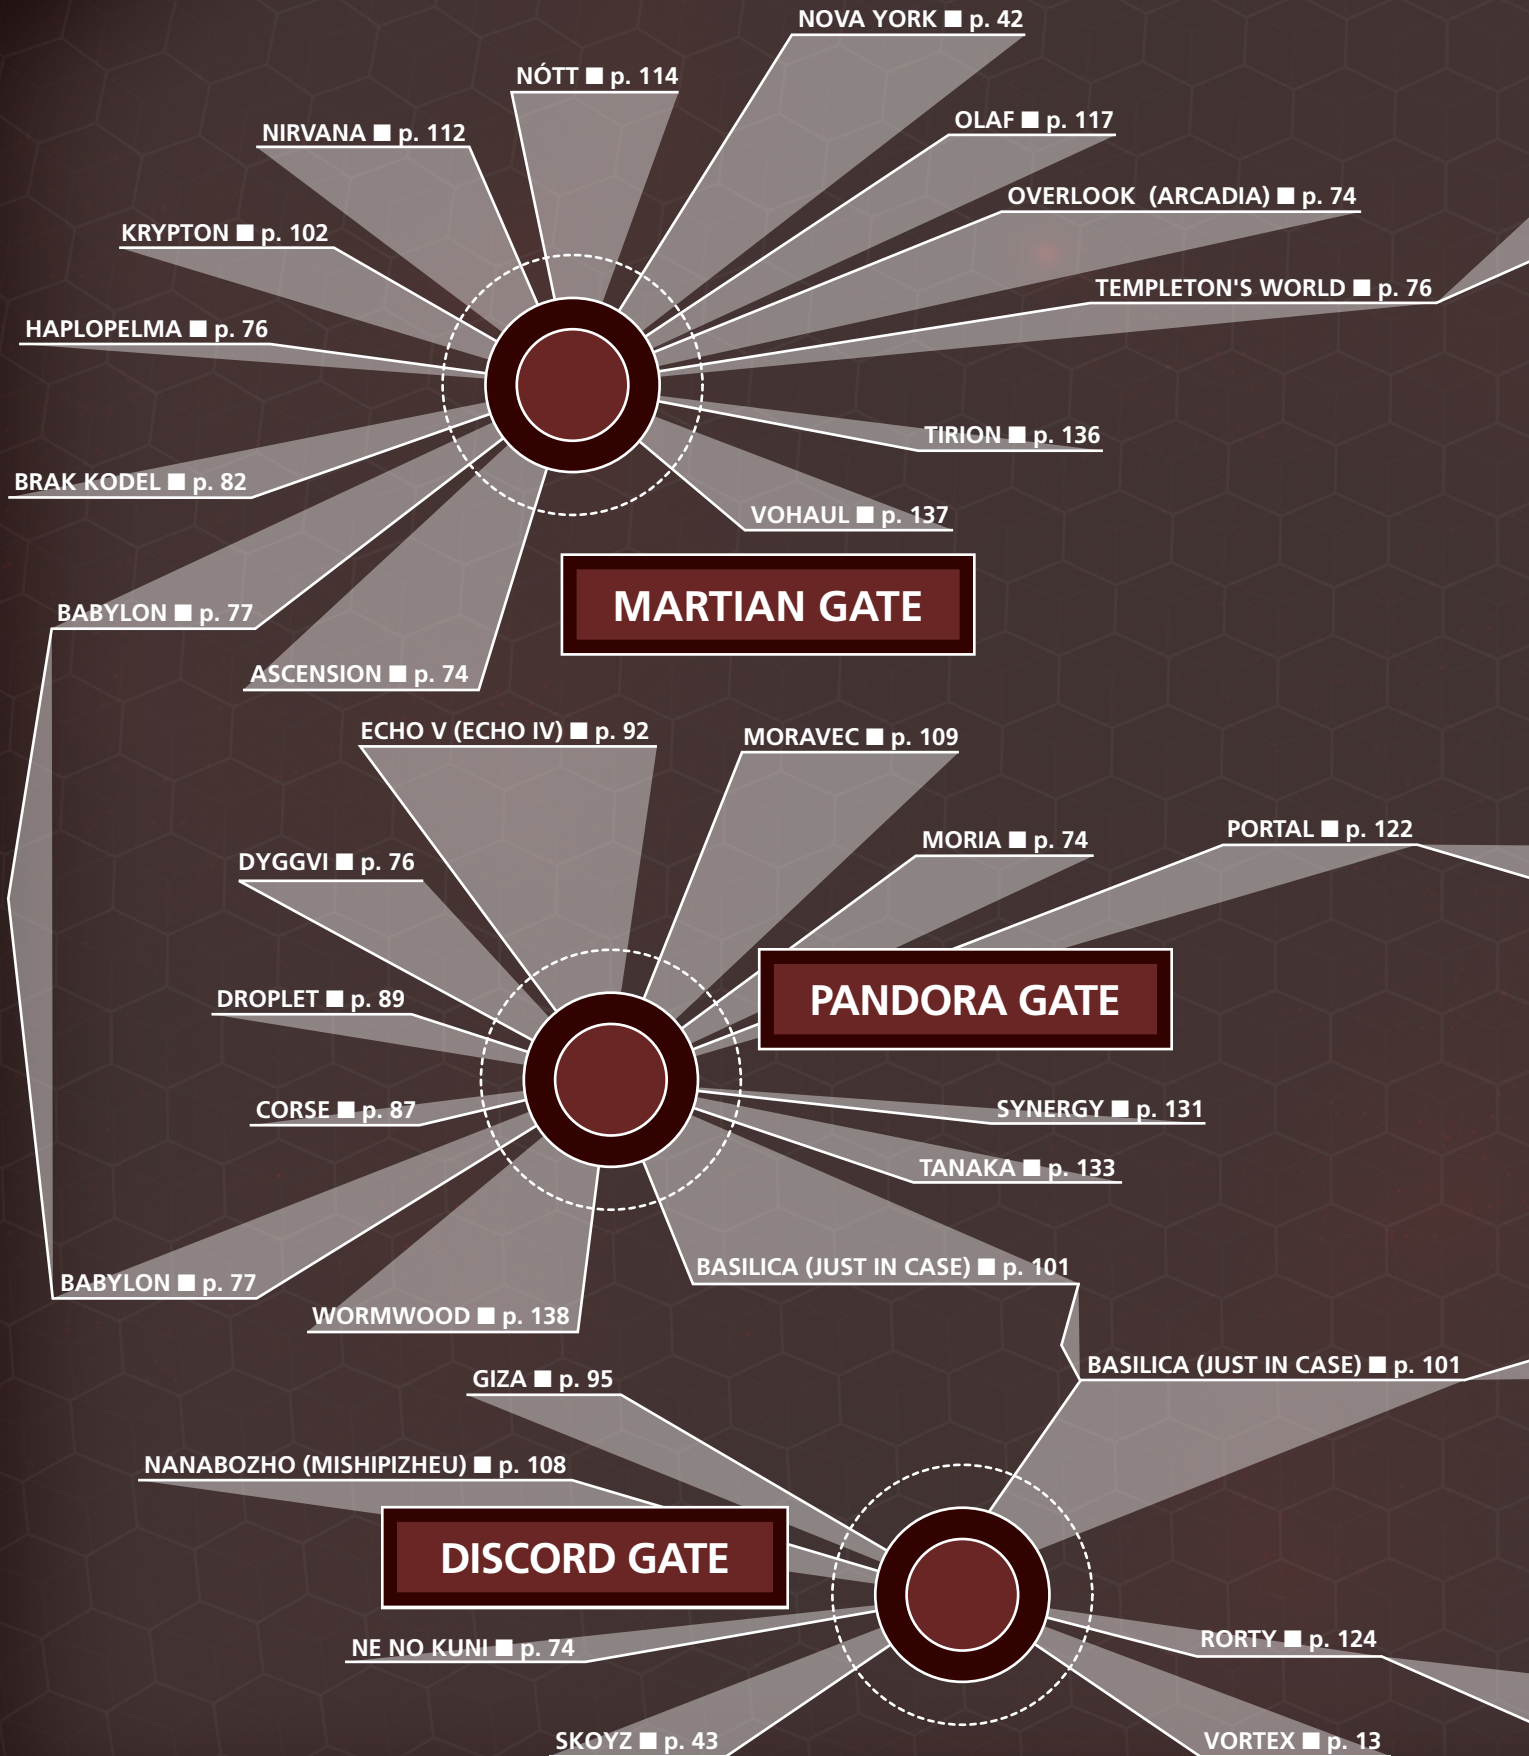 NOVA YORK ■ p. 42
NÓTT ■ p. 114
NIRVANA ■ p. 112
OLAF ■ p. 117
OVERLOOK (ARCADIA) ■ p. 74
KRYPTON ■ p. 102
TEMPLETON'S WORLD ■ p. 76
HAPLOPELMA ■ p. 76
TIRION ■ p. 136
BRAK KODEL ■ p. 82
VOHAUL ■ p. 137
MARTIAN GATE
BABYLON ■ p. 77
ASCENSION ■ p. 74
ECHO V (ECHO IV) ■ p. 92
MORAVEC ■ p. 109
PORTAL ■ p. 122
MORIA ■ p. 74
DYGGVI ■ p. 76
PANDORA GATE
DROPLET ■ p. 89
CORSE ■ p. 87
SYNERGY ■ p. 131
TANAKA ■ p. 133
BASILICA (JUST IN CASE) ■ p. 101
BABYLON ■ p. 77
WORMWOOD ■ p. 138
BASILICA (JUST IN CASE) ■ p. 101
GIZA ■ p. 95
NANABOZHO (MISHIPIZHEU) ■ p. 108
DISCORD GATE
NE NO KUNI ■ p. 74
RORTY ■ p. 124
SKOYZ ■ p. 43
VORTEX ■ p. 13